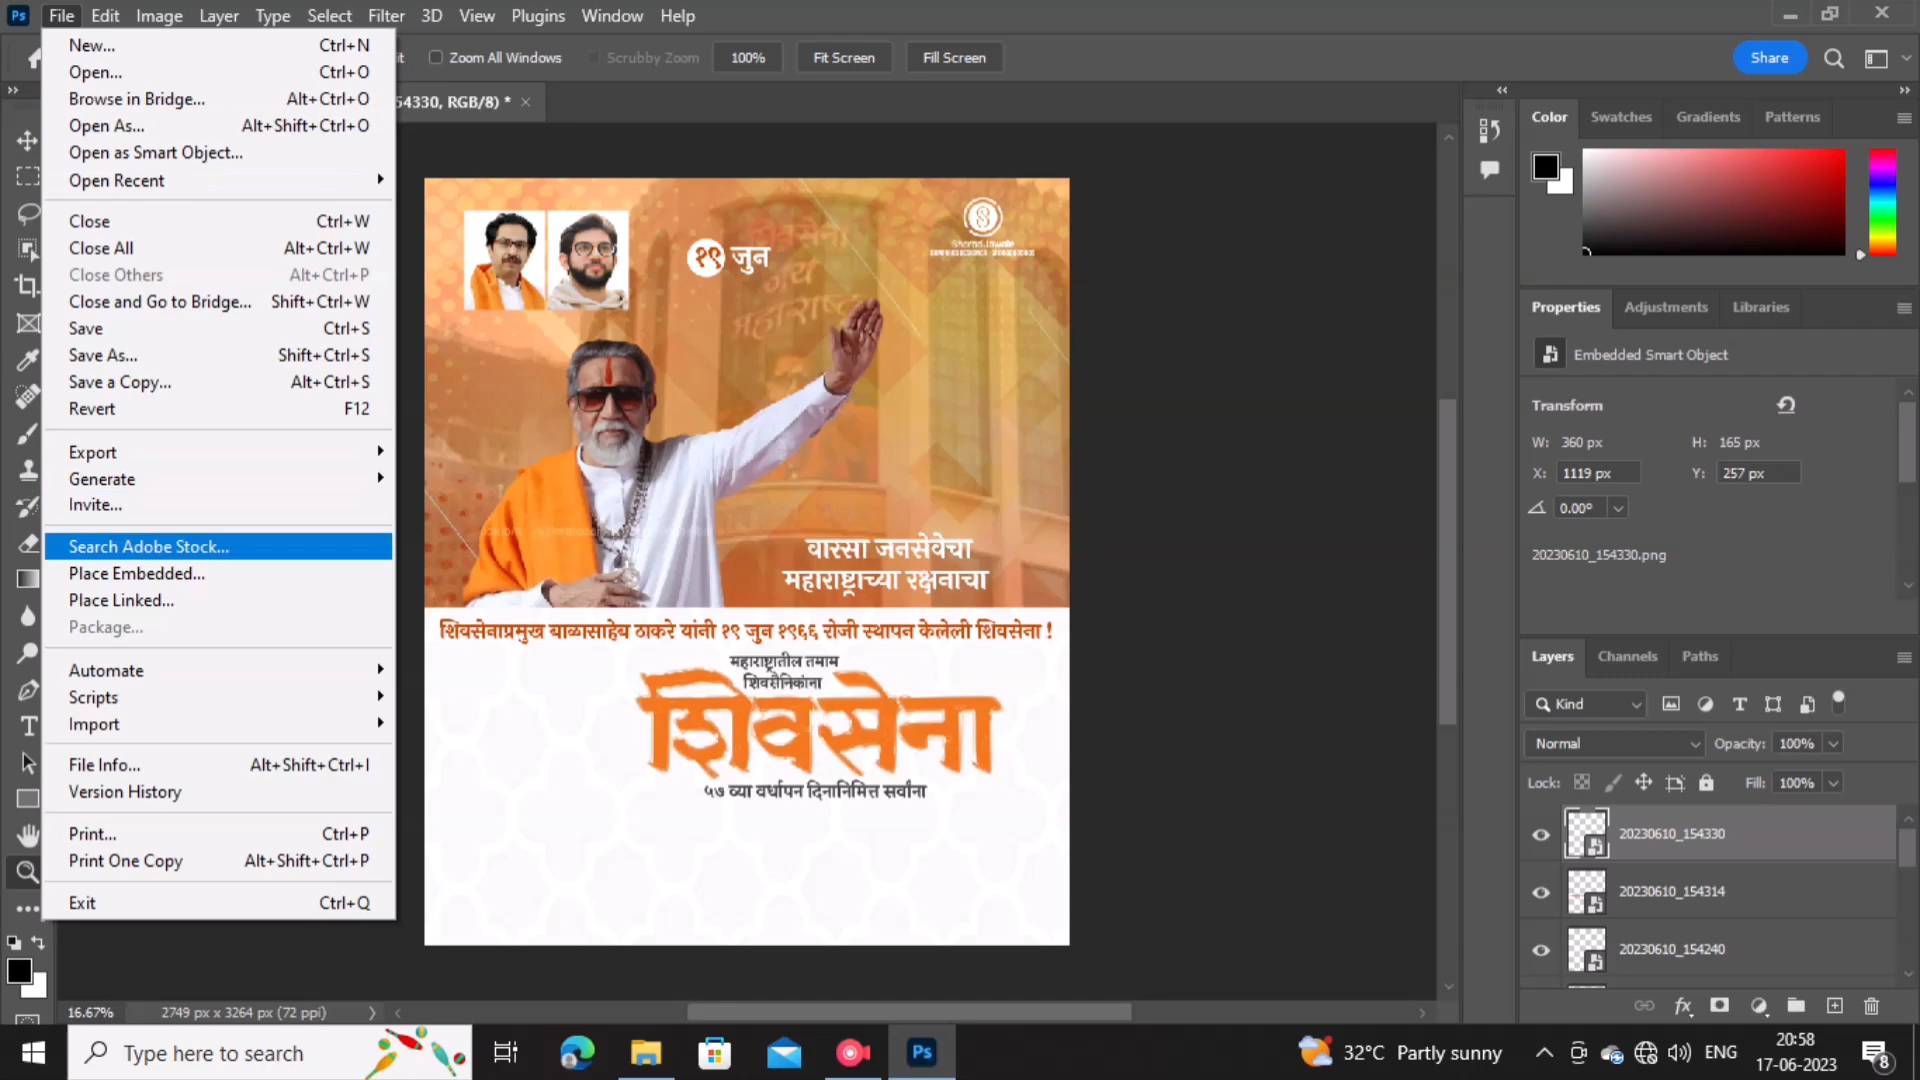 Ps File Edit Image Layer Type Select Filter 3D View Plugins Window Help
Zoom All Windows Scrubby Zoom 100% Fit Screen Fill Screen Share
54330, RGB/8) *
New... Ctrl+N
Open... Ctrl+O
Browse in Bridge... Alt+Ctrl+O
Open As... Alt+Shift+Ctrl+O
Open as Smart Object...
Open Recent
Close Ctrl+W
Close All Alt+Ctrl+W
Close Others Alt+Ctrl+P
Close and Go to Bridge... Shift+Ctrl+W
Save Ctrl+S
Save As... Shift+Ctrl+S
Save a Copy... Alt+Ctrl+S
Revert F12
Export
Generate
Invite...
Search Adobe Stock...
Place Embedded...
Place Linked...
Package...
Automate
Scripts
Import
File Info... Alt+Shift+Ctrl+I
Version History
Print... Ctrl+P
Print One Copy Alt+Shift+Ctrl+P
Exit Ctrl+Q
१९ जुन
शिवसेना
जय
महाराष्ट्र
वारसा जनसेवेचा
महाराष्ट्राच्या रक्षनाचा
शिवसेनाप्रमुख बाळासाहेब ठाकरे यांनी १९ जुन १९६६ रोजी स्थापन केलेली शिवसेना !
महाराष्ट्रातील तमाम
शिवसैनिकांना
शिवसेना
५७ व्या वर्धापन दिनानिमित्त सर्वांना
Color Swatches Gradients Patterns
Properties Adjustments Libraries
Embedded Smart Object
Transform
W: 360 px H: 165 px
X: 1119 px Y: 257 px
0.00°
20230610_154330.png
Layers Channels Paths
Kind
Normal Opacity: 100%
Lock: Fill: 100%
20230610_154330
20230610_154314
20230610_154240
16.67% 2749 px x 3264 px (72 ppi)
Type here to search
Ps
32°C Partly sunny
ENG
20:58
17-06-2023
8